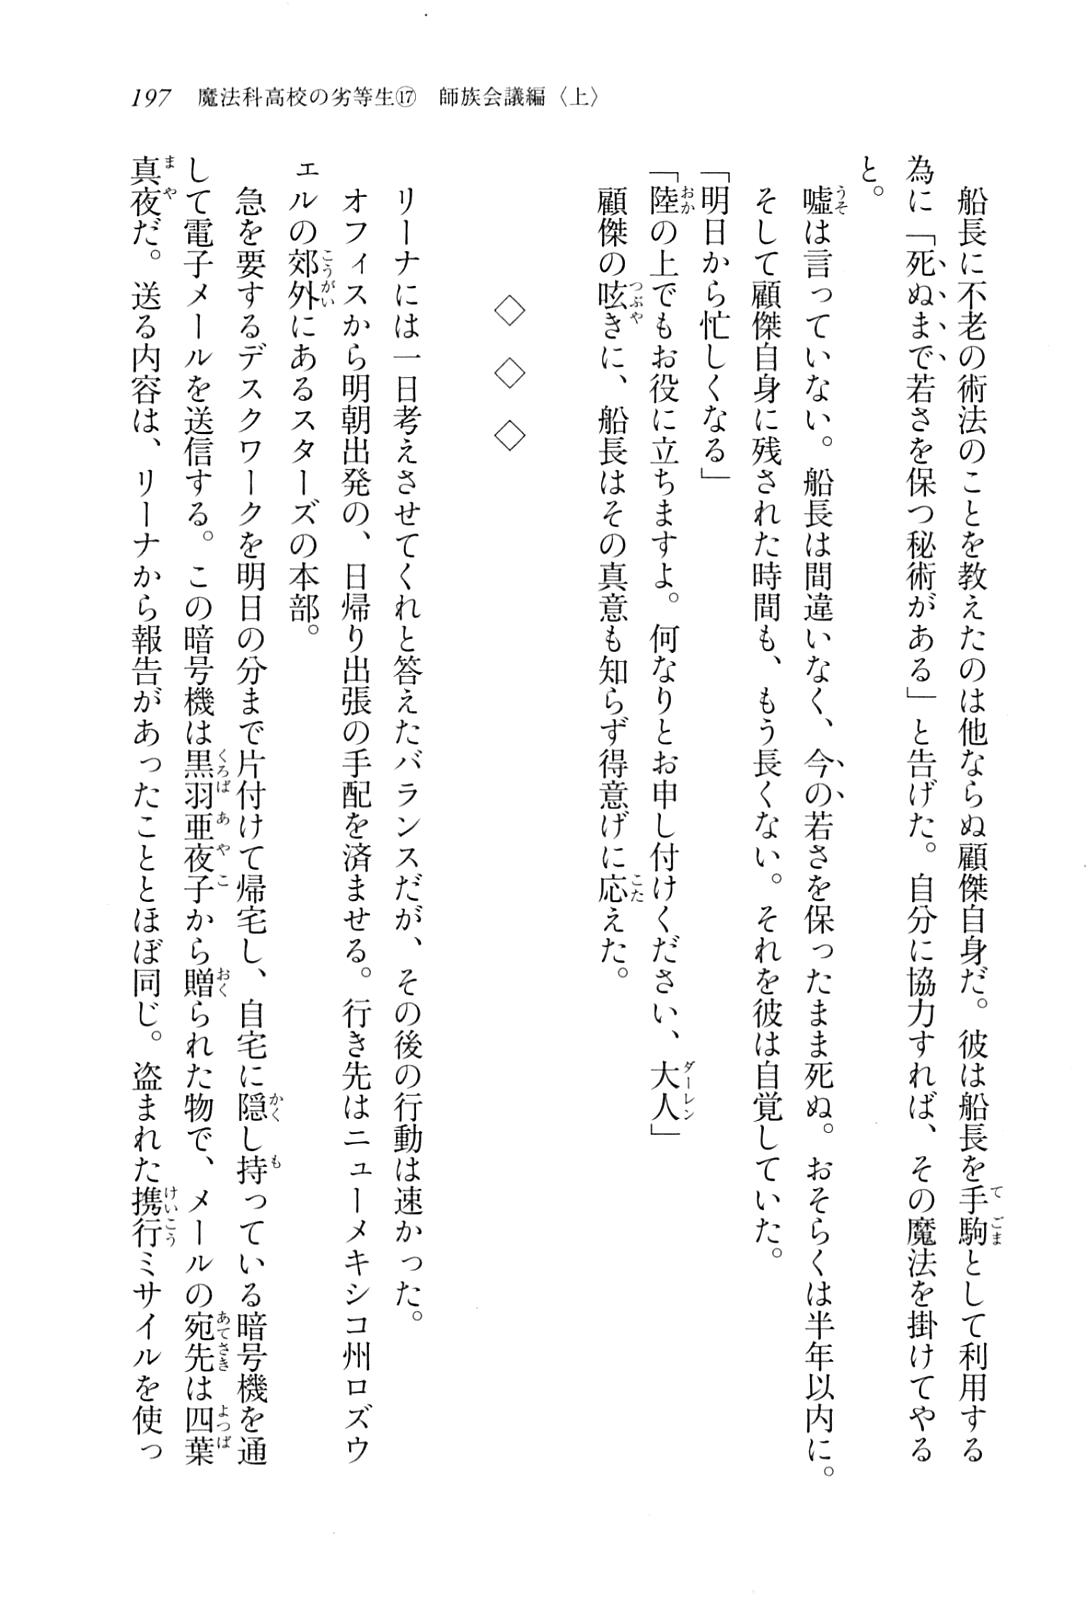 197　魔法科高校の劣等生⑰　師族会議編〈上〉
　船長に不老の術法のことを教えたのは他ならぬ顧傑自身だ。彼は船長を手駒として利用する
為に「死ぬまで若さを保つ秘術がある」と告げた。自分に協力すれば、その魔法を掛けてやる
と。
　嘘は言っていない。船長は間違いなく、今の若さを保ったまま死ぬ。おそらくは半年以内に。
　そして顧傑自身に残された時間も、もう長くない。それを彼は自覚していた。
「明日から忙しくなる」
「陸の上でもお役に立ちますよ。何なりとお申し付けください、大人」
　顧傑の呟きに、船長はその真意も知らず得意げに応えた。
◇　◇　◇
　リーナには一日考えさせてくれと答えたバランスだが、その後の行動は速かった。
　オフィスから明朝出発の、日帰り出張の手配を済ませる。行き先はニューメキシコ州ロズウ
ェルの郊外にあるスターズの本部。
　急を要するデスクワークを明日の分まで片付けて帰宅し、自宅に隠し持っている暗号機を通
して電子メールを送信する。この暗号機は黒羽亜夜子から贈られた物で、メールの宛先は四葉
真夜だ。送る内容は、リーナから報告があったこととほぼ同じ。盗まれた携行ミサイルを使っ